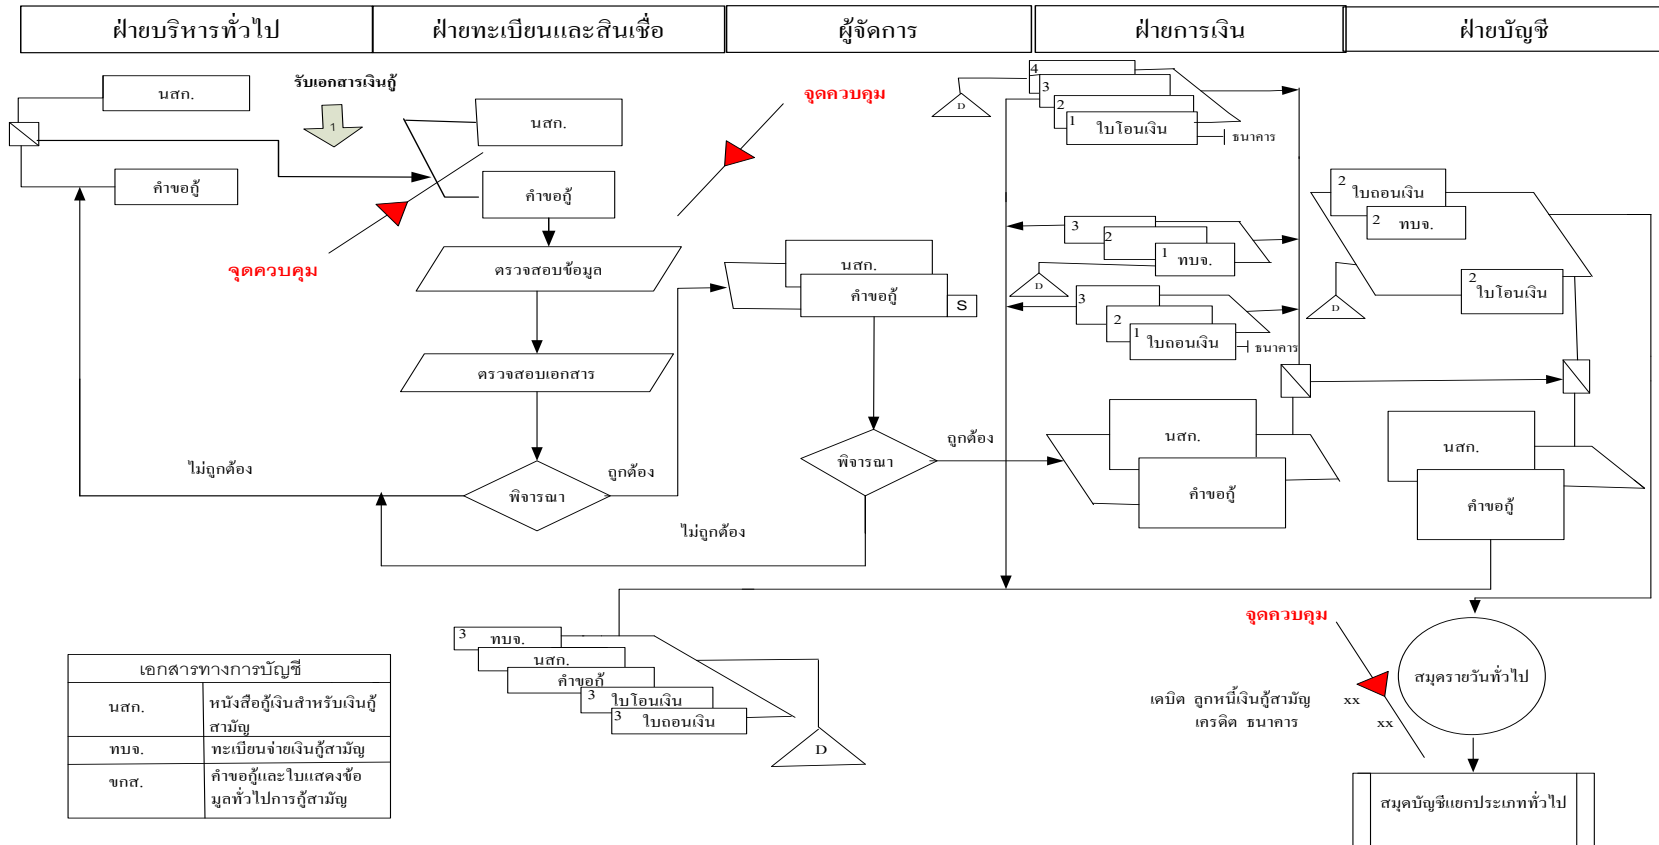 ฝ่ายบริหารทั่วไป
ฝ่ายทะเบียนและสินเชื่อ
ผู้จัดการ
ฝ่ายการเงิน
ฝ่ายบัญชี
นสก.
คำขอกู้
รับเอกสารเงินกู้
1
นสก.
คำขอกู้
จุดควบคุม
จุดควบคุม
ตรวจสอบข้อมูล
ตรวจสอบเอกสาร
พิจารณา
ไม่ถูกต้อง
ถูกต้อง
นสก.
คำขอกู้
S
พิจารณา
ถูกต้อง
ไม่ถูกต้อง
D
4
3
2
1
ใบโอนเงิน
ธนาคาร
3
2
1
ทบจ.
D
3
2
1
ใบถอนเงิน
ธนาคาร
นสก.
คำขอกู้
2
ใบถอนเงิน
2
ทบจ.
2
ใบโอนเงิน
D
นสก.
คำขอกู้
3
ทบจ.
นสก.
คำขอกู้
3
ใบโอนเงิน
3
ใบถอนเงิน
D
จุดควบคุม
สมุดรายวันทั่วไป
เดบิต ลูกหนี้เงินกู้สามัญ xx
เครดิต ธนาคาร xx
สมุดบัญชีแยกประเภททั่วไป
เอกสารทางการบัญชี
นสก.
หนังสือกู้เงินสำหรับเงินกู้
สามัญ
ทบจ.
ทะเบียนจ่ายเงินกู้สามัญ
ขกส.
คำขอกู้และใบแสดงข้อ
มูลทั่วไปการกู้สามัญ